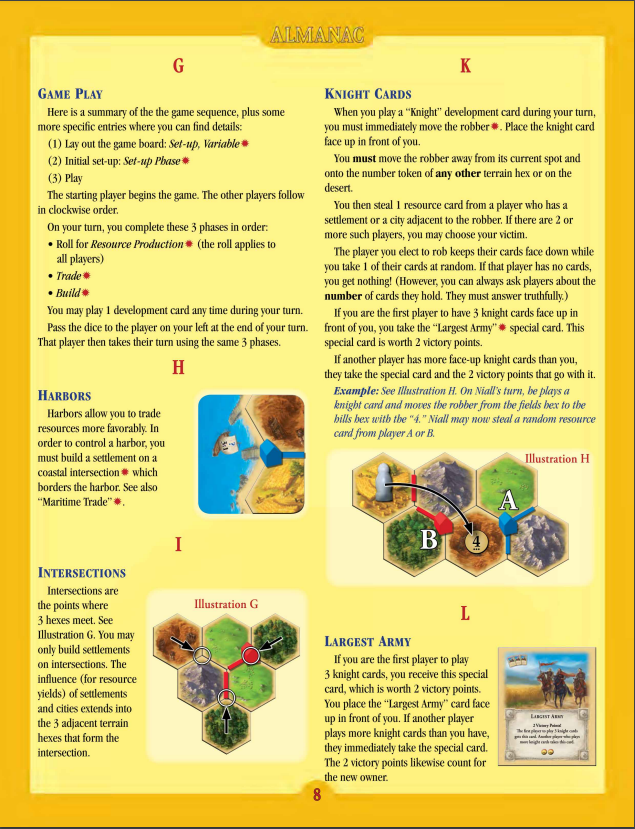 ALMANAC
G
GAME PLAY
Here is a summary of the the game sequence, plus some
more specific entries where you can find details:
(1) Lay out the game board: Set-up, Variable✹
(2) Initial set-up: Set-up Phase✹
(3) Play
The starting player begins the game. The other players follow
in clockwise order.
On your turn, you complete these 3 phases in order:
• Roll for Resource Production✹ (the roll applies to
all players)
• Trade✹
• Build✹
You may play 1 development card any time during your turn.
Pass the dice to the player on your left at the end of your turn.
That player then takes their turn using the same 3 phases.
H
HARBORS
Harbors allow you to trade
resources more favorably. In
order to control a harbor, you
must build a settlement on a
coastal intersection✹ which
borders the harbor. See also
“Maritime Trade”✹.
I
INTERSECTIONS
Intersections are
the points where
3 hexes meet. See
Illustration G. You may
only build settlements
on intersections. The
influence (for resource
yields) of settlements
and cities extends into
the 3 adjacent terrain
hexes that form the
intersection.
Illustration G
K
KNIGHT CARDS
When you play a “Knight” development card during your turn,
you must immediately move the robber✹. Place the knight card
face up in front of you.
You must move the robber away from its current spot and
onto the number token of any other terrain hex or on the
desert.
You then steal 1 resource card from a player who has a
settlement or a city adjacent to the robber. If there are 2 or
more such players, you may choose your victim.
The player you elect to rob keeps their cards face down while
you take 1 of their cards at random. If that player has no cards,
you get nothing! (However, you can always ask players about the
number of cards they hold. They must answer truthfully.)
If you are the first player to have 3 knight cards face up in
front of you, you take the “Largest Army”✹ special card. This
special card is worth 2 victory points.
If another player has more face-up knight cards than you,
they take the special card and the 2 victory points that go with it.
Example: See Illustration H. On Niall’s turn, he plays a
knight card and moves the robber from the fields hex to the
hills hex with the “4.” Niall may now steal a random resource
card from player A or B.
Illustration H
A
B
4
L
LARGEST ARMY
If you are the first player to play
3 knight cards, you receive this special
card, which is worth 2 victory points.
You place the “Largest Army” card face
up in front of you. If another player
plays more knight cards than you have,
they immediately take the special card.
The 2 victory points likewise count for
the new owner.
LARGEST ARMY
2 Victory Points!
The first player to play 3 knight cards
gets this card. Another player who plays
more knight cards takes this card.
8